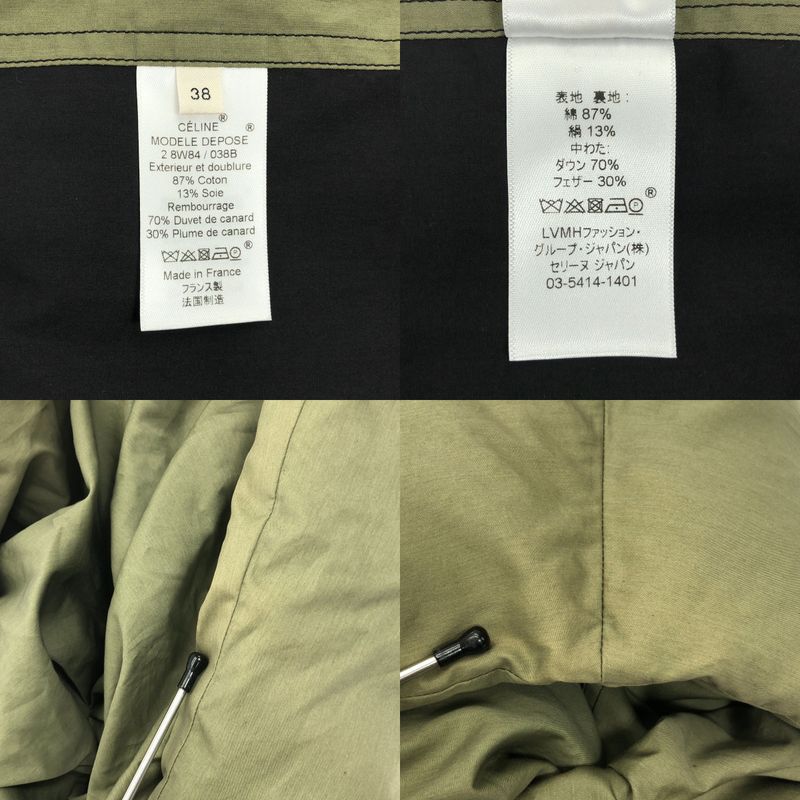 38
CÉLINE ®
MODELE DEPOSE ®
2 8W84 / 038B
Exterieur et doublure
87% Coton
13% Soie
Rembourrage
70% Duvet de canard
30% Plume de canard
®
Made in France
フランス製
法国制造
表地 裏地:
綿 87%
絹 13%
中わた:
ダウン 70%
フェザー 30%
®
LVMHファッション・
グループ・ジャパン(株)
セリーヌ ジャパン
03-5414-1401